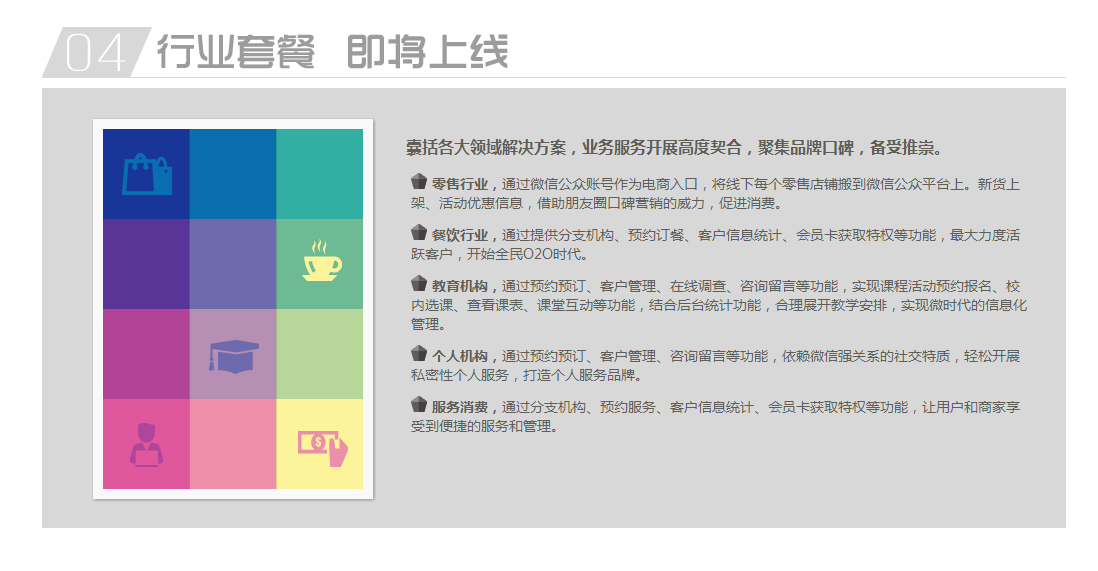 04 行业套餐 即将上线
囊括各大领域解决方案，业务服务开展高度契合，聚集品牌口碑，备受推崇。
零售行业，通过微信公众账号作为电商入口，将线下每个零售店铺搬到微信公众平台上。新货上
架、活动优惠信息，借助朋友圈口碑营销的威力，促进消费。
餐饮行业，通过提供分支机构、预约订餐、客户信息统计、会员卡获取特权等功能，最大力度活
跃客户，开始全民O2O时代。
教育机构，通过预约预订、客户管理、在线调查、咨询留言等功能，实现课程活动预约报名、校
内选课、查看课表、课堂互动等功能，结合后台统计功能，合理展开教学安排，实现微时代的信息化
管理。
个人机构，通过预约预订、客户管理、咨询留言等功能，依赖微信强关系的社交特质，轻松开展
私密性个人服务，打造个人服务品牌。
服务消费，通过分支机构、预约服务、客户信息统计、会员卡获取特权等功能，让用户和商家享
受到便捷的服务和管理。
$